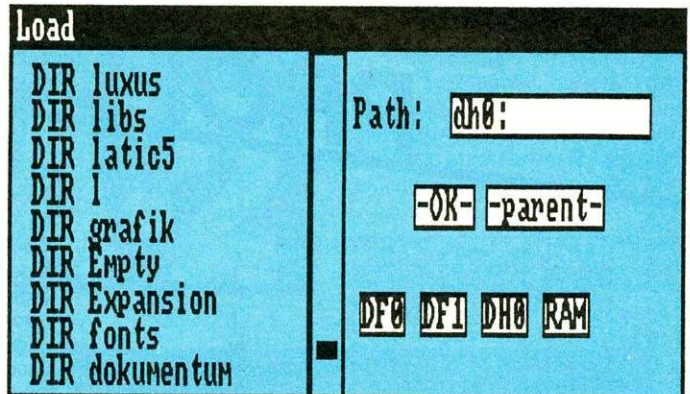 Load
DIR luxus
DIR libs
DIR latic5
DIR l
DIR grafik
DIR Empty
DIR Expansion
DIR fonts
DIR dokumentum
Path: dh0:
-OK- -parent-
DF0 DF1 DH0 RAM